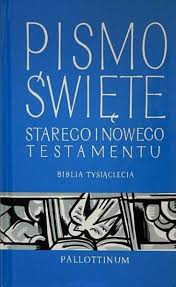 PISMO
ŚWIĘTE
STAREGO I NOWEGO
TESTAMENTU
BIBLIA TYSIĄCLECIA
PALLOTTINUM